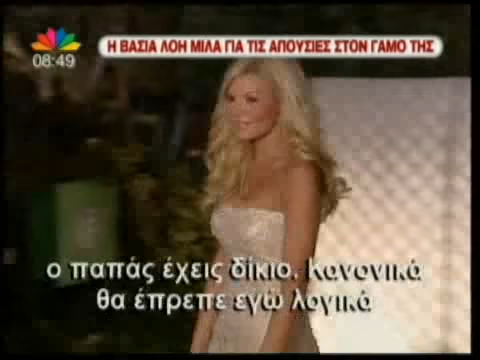 Η ΒΑΣΙΑ ΛΟΗ ΜΙΛΑ ΓΙΑ ΤΙΣ ΑΠΟΥΣΙΕΣ ΣΤΟΝ ΓΑΜΟ ΤΗΣ
08:49
ο παπάς έχεις δίκιο. Κανονικά
θα έπρεπε εγώ λογικά